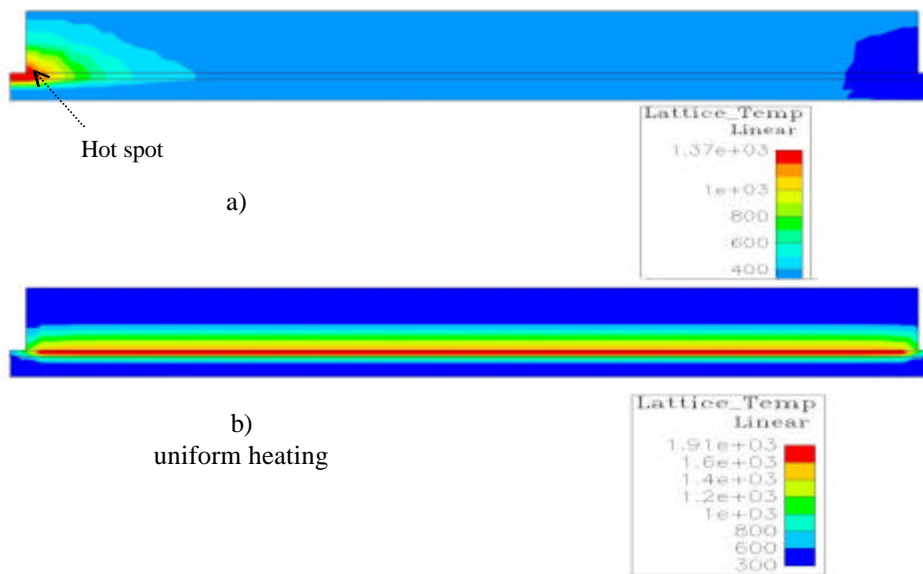 Hot spot
a)
Lattice_Temp
Linear
1.37e+03
1e+03
800
600
400
b)
uniform heating
Lattice_Temp
Linear
1.91e+03
1.6e+03
1.4e+03
1.2e+03
1e+03
800
600
300